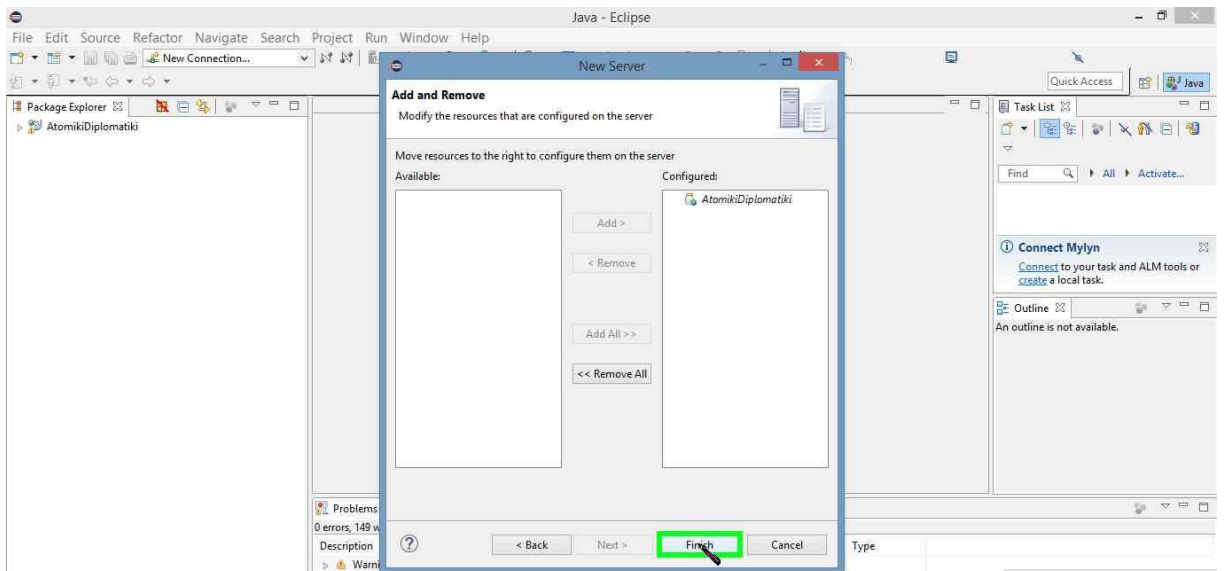 Java - Eclipse
File Edit Source Refactor Navigate Search Project Run Window Help
New Connection...
Quick Access
Java
Package Explorer
AtomikiDiplomatiki
New Server
Add and Remove
Modify the resources that are configured on the server
Move resources to the right to configure them on the server
Available:
Configured:
AtomikiDiplomatiki
Add >
< Remove
Add All >>
<< Remove All
< Back
Next >
Finish
Cancel
Task List
Find
All
Activate...
Connect Mylyn
Connect to your task and ALM tools or
create a local task.
Outline
An outline is not available.
Problems
0 errors, 149 w
Description
Type
Warni